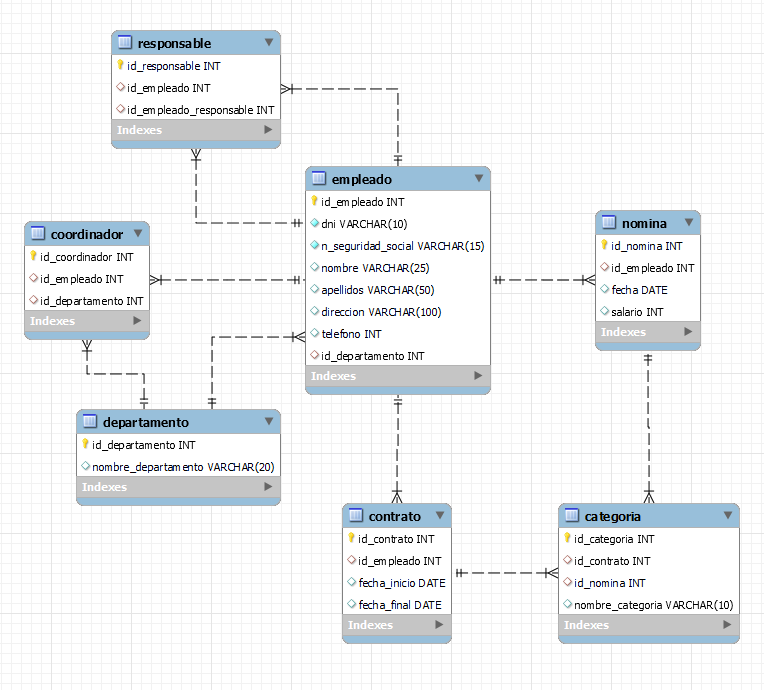 responsable
id_responsable INT
id_empleado INT
id_empleado_responsable INT
Indexes
empleado
id_empleado INT
dni VARCHAR(10)
n_seguridad_social VARCHAR(15)
nombre VARCHAR(25)
apellidos VARCHAR(50)
direccion VARCHAR(100)
telefono INT
id_departamento INT
Indexes
coordinador
id_coordinador INT
id_empleado INT
id_departamento INT
Indexes
nomina
id_nomina INT
id_empleado INT
fecha DATE
salario INT
Indexes
departamento
id_departamento INT
nombre_departamento VARCHAR(20)
Indexes
contrato
id_contrato INT
id_empleado INT
fecha_inicio DATE
fecha_final DATE
Indexes
categoria
id_categoria INT
id_contrato INT
id_nomina INT
nombre_categoria VARCHAR(10)
Indexes